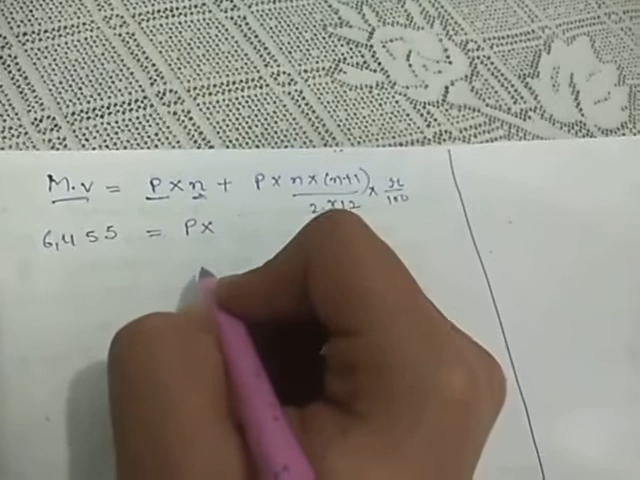 M.v = P x n + P x n x (n+1) / 2 x 12 x r / 100
6,455 = P x